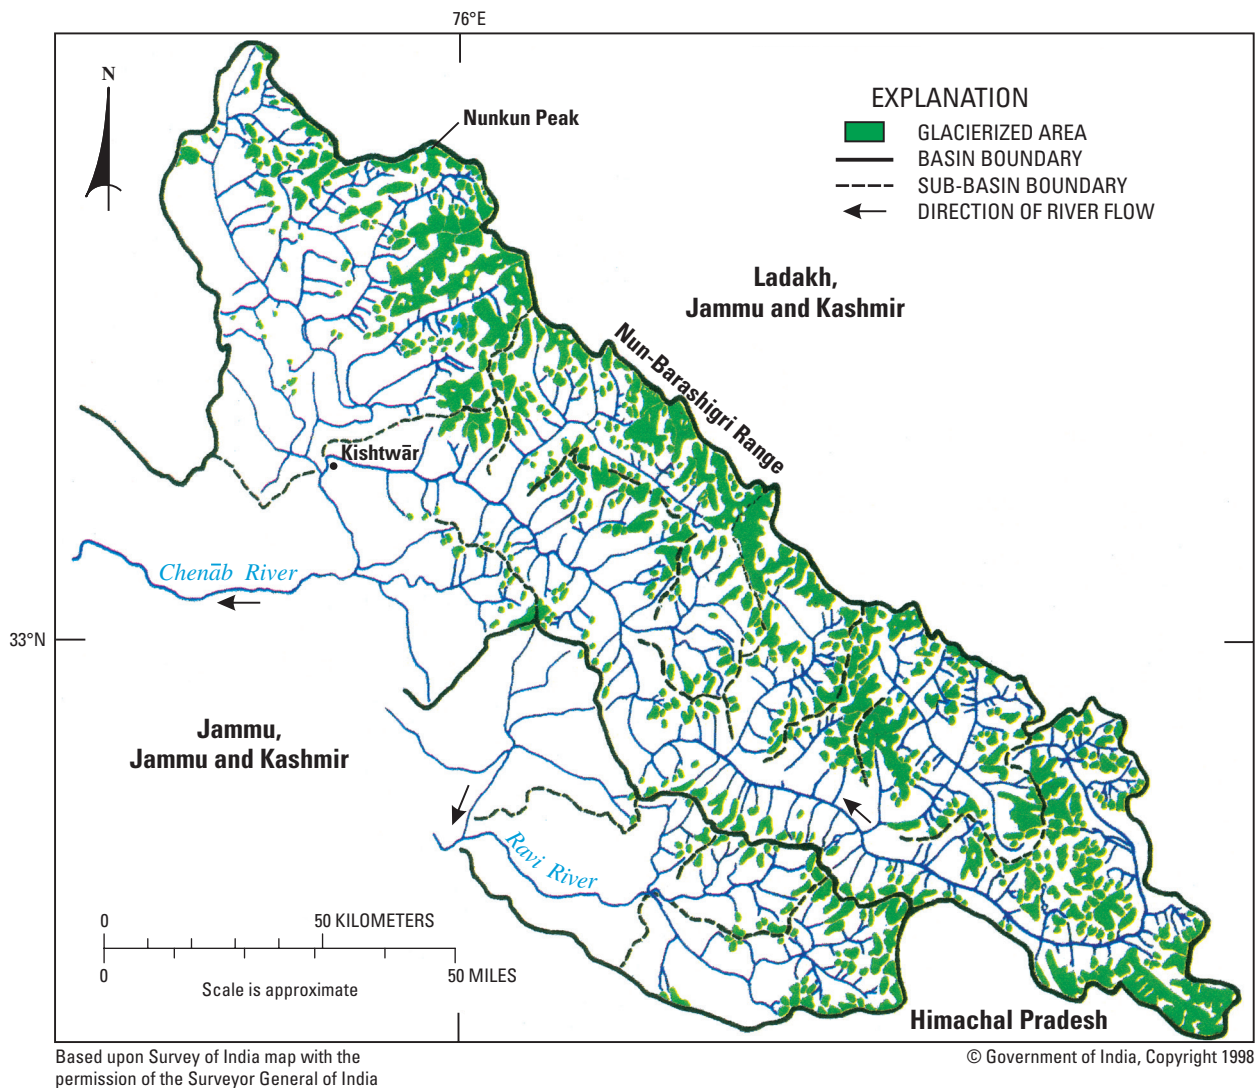 76°E
N
Nunkun Peak
EXPLANATION
GLACIERIZED AREA
BASIN BOUNDARY
SUB-BASIN BOUNDARY
DIRECTION OF RIVER FLOW
Ladakh,
Jammu and Kashmir
Nun-Barashigri Range
Kishtwār
Chenāb River
33°N
Jammu,
Jammu and Kashmir
Ravi River
0 50 KILOMETERS
0 50 MILES
Scale is approximate
Himachal Pradesh
Based upon Survey of India map with the
permission of the Surveyor General of India
© Government of India, Copyright 1998